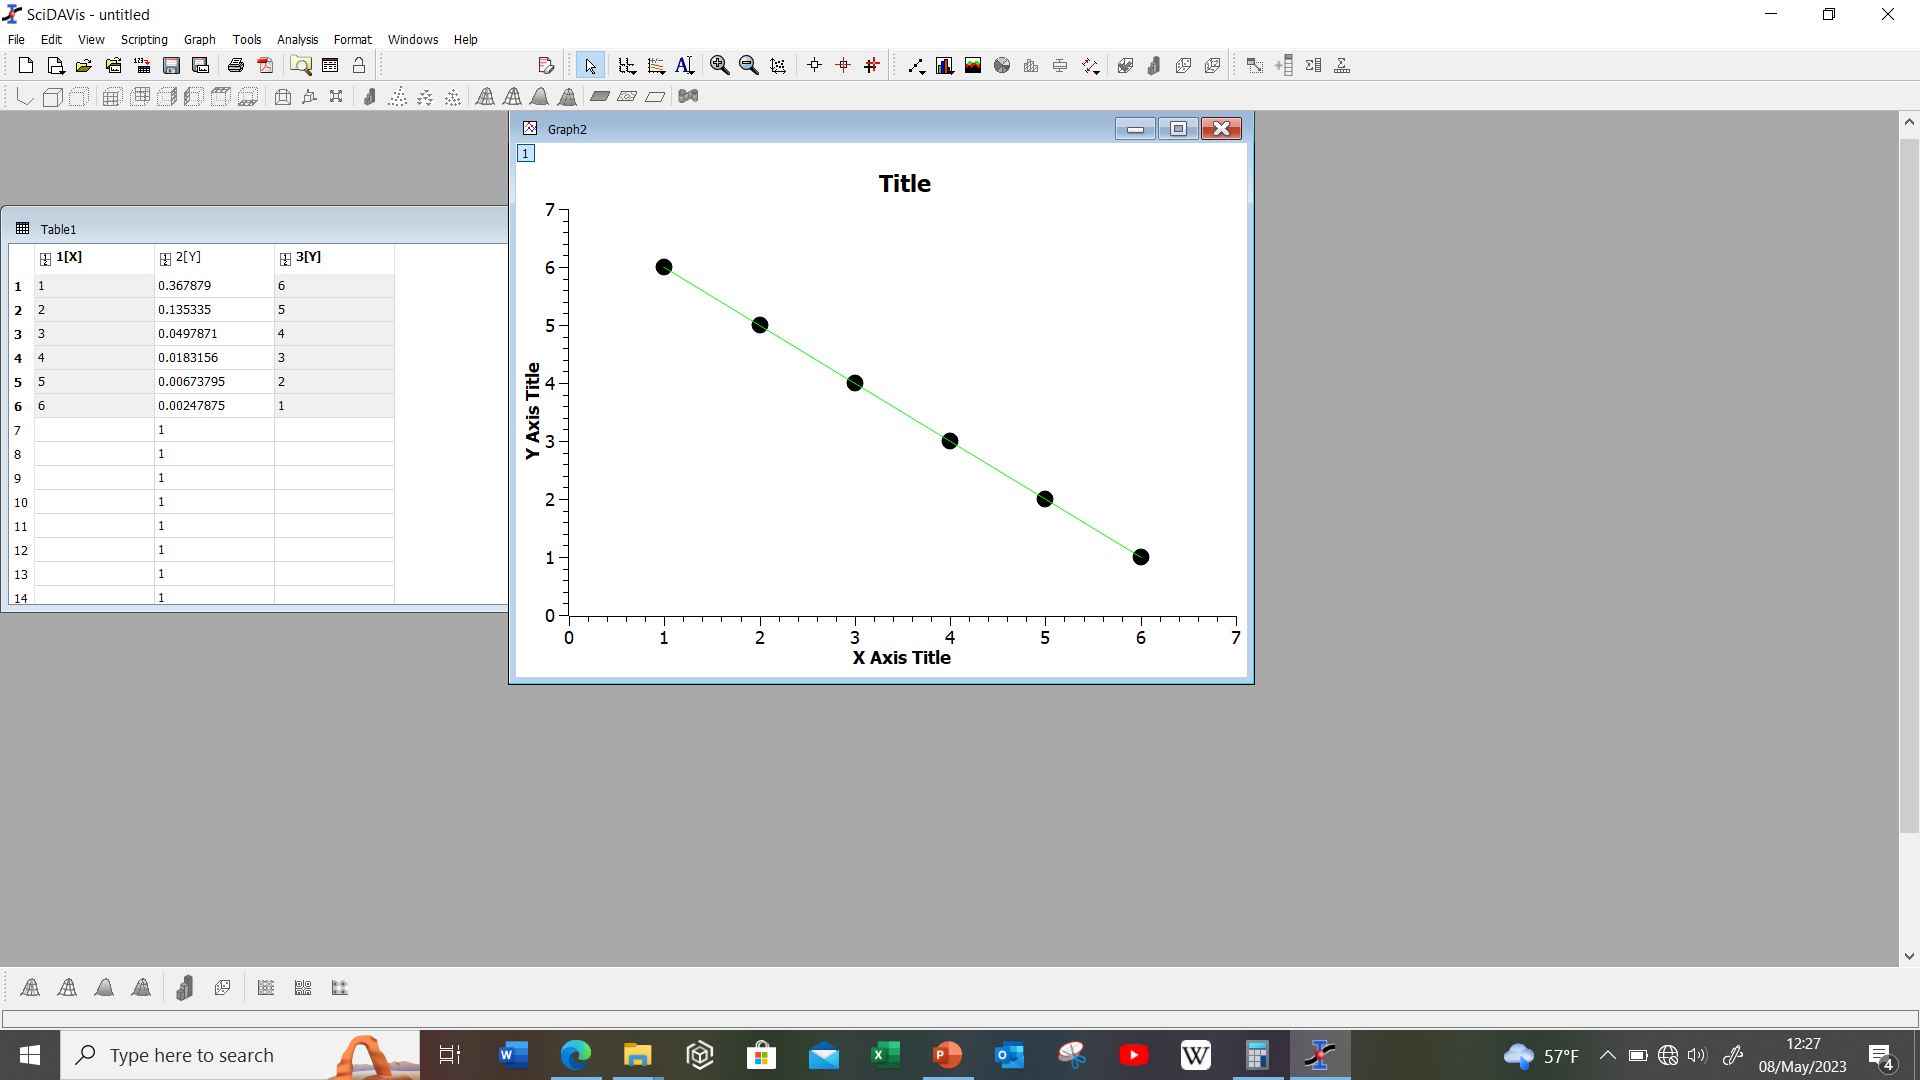 SciDAVis - untitled
File Edit View Scripting Graph Tools Analysis Format Windows Help
Graph2
1
Title
7
6
5
4
3
2
1
0
Y Axis Title
0 1 2 3 4 5 6 7
X Axis Title
Table1
1[X] 2[Y] 3[Y]
1 1 0.367879 6
2 2 0.135335 5
3 3 0.0497871 4
4 4 0.0183156 3
5 5 0.00673795 2
6 6 0.00247875 1
7 1
8 1
9 1
10 1
11 1
12 1
13 1
14 1
Type here to search
57°F
12:27
08/May/2023
4